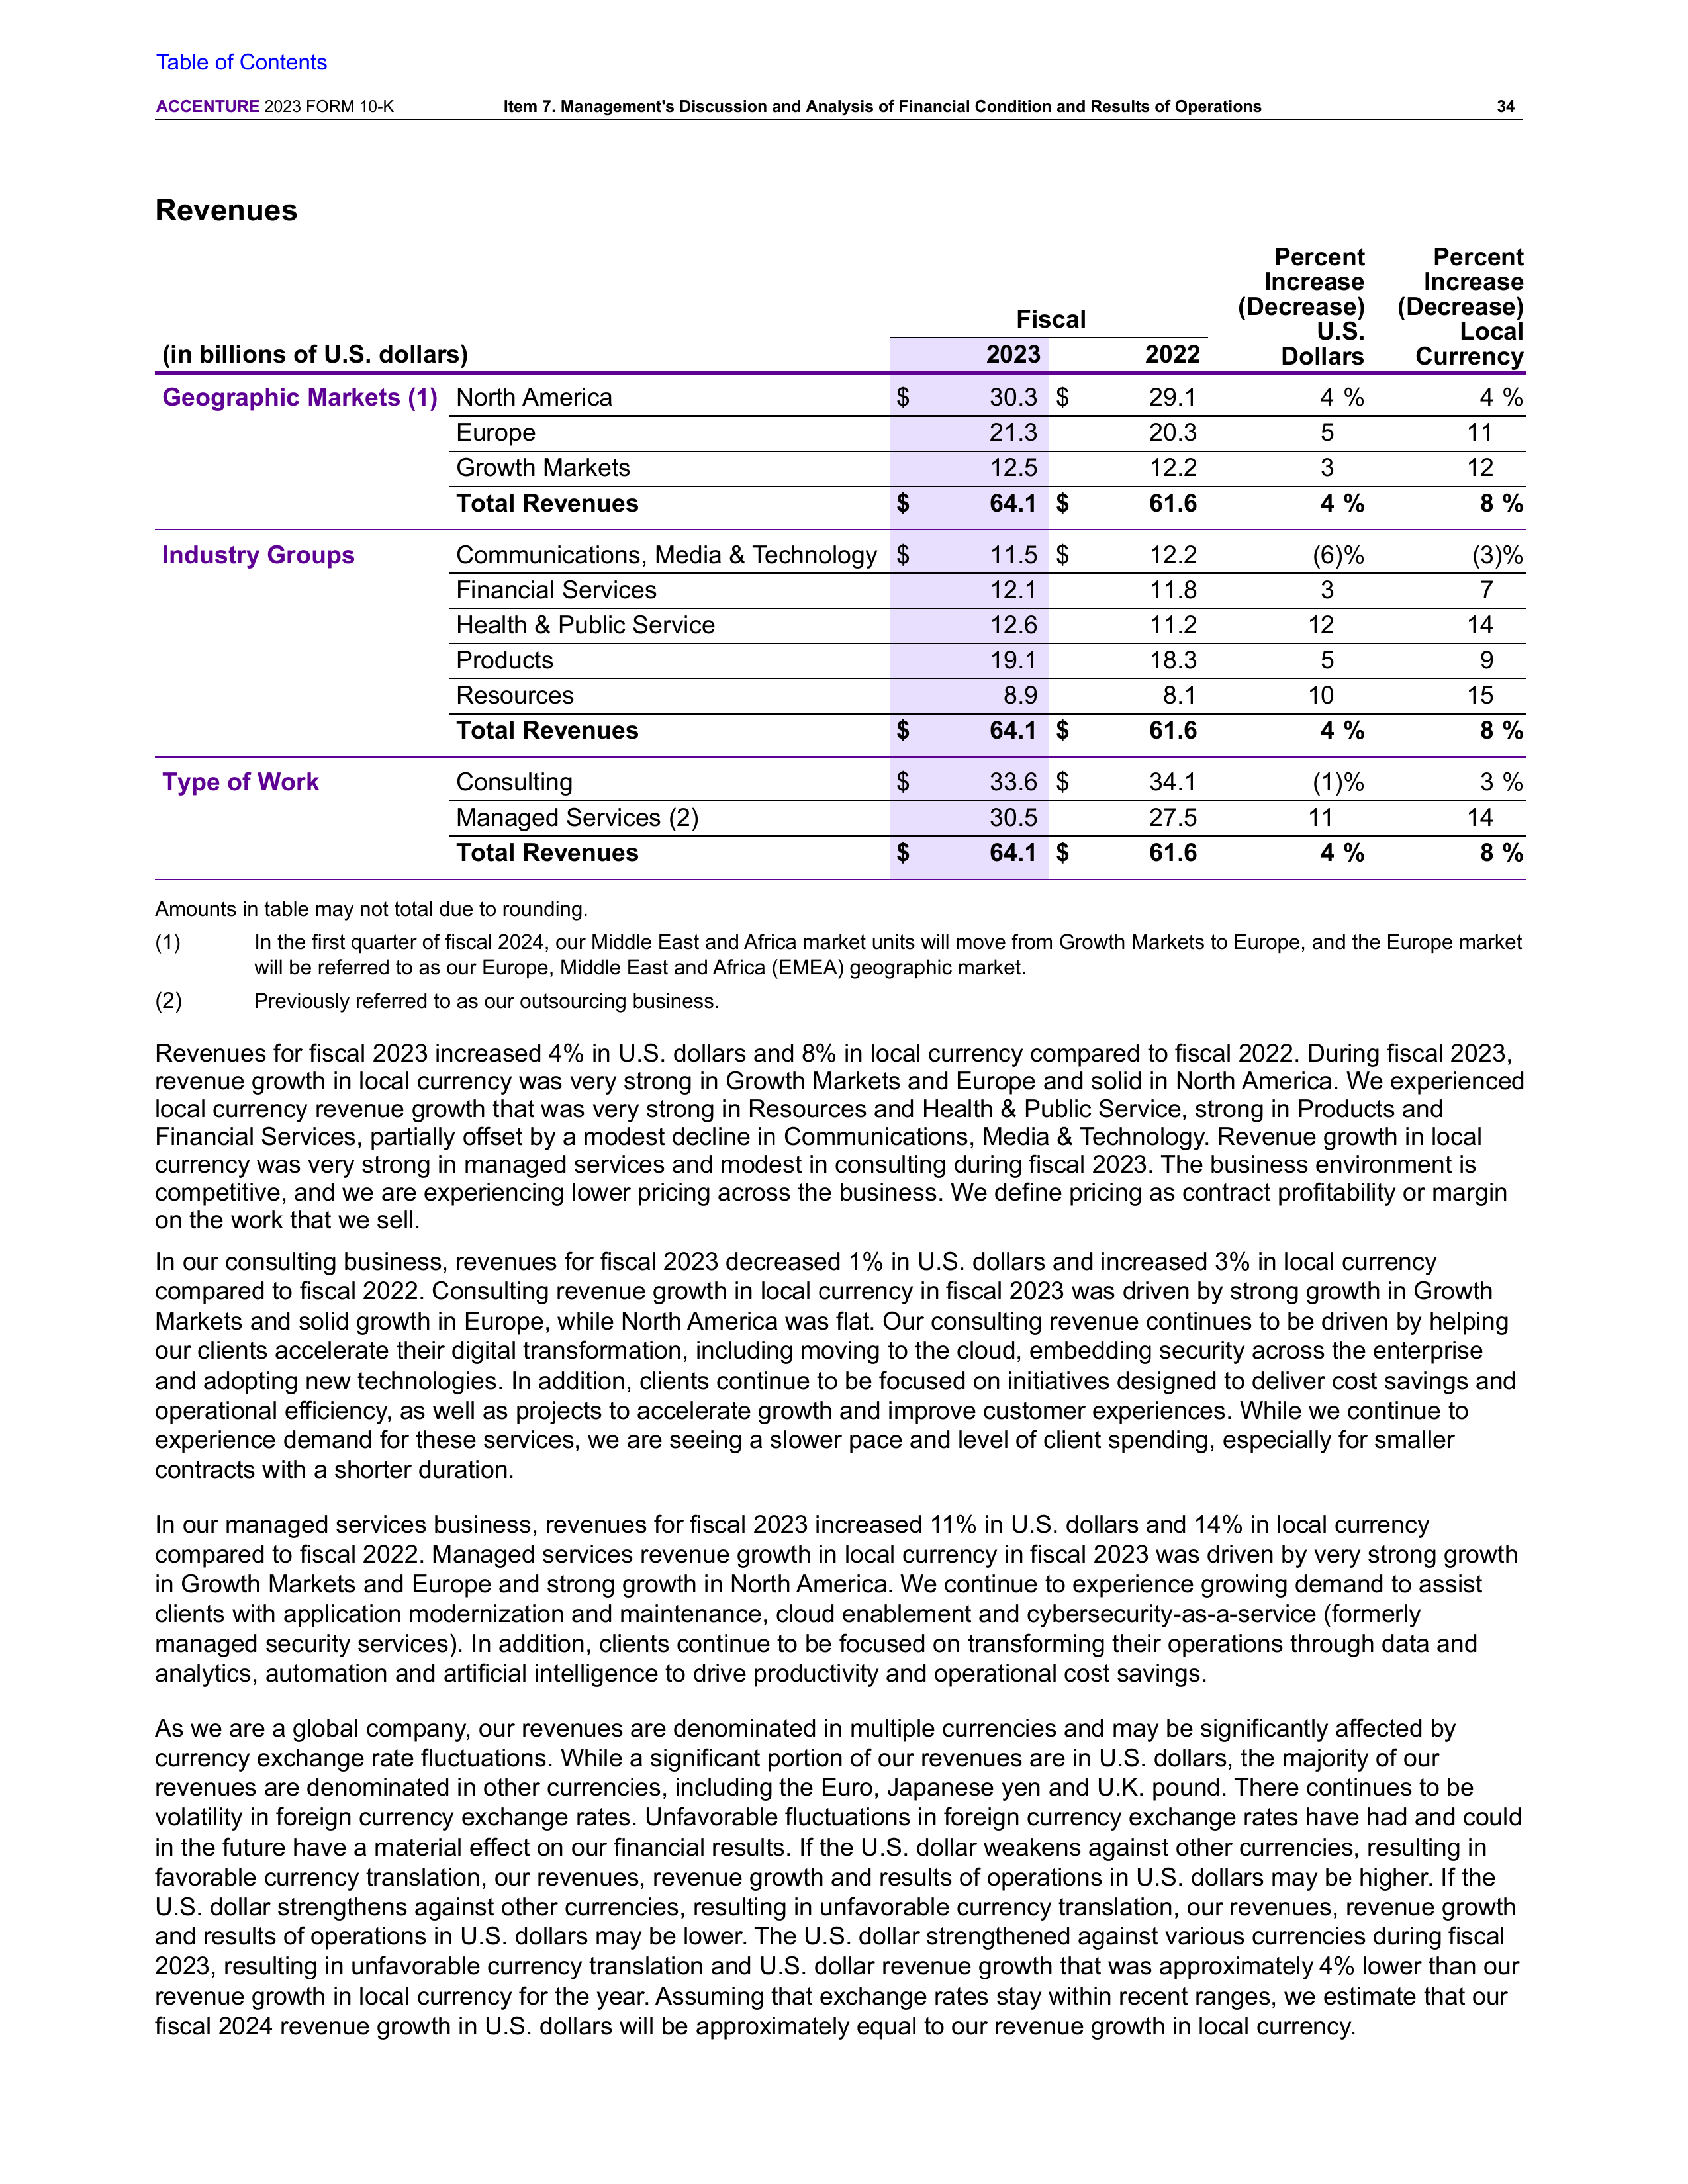 Table of Contents
ACCENTURE 2023 FORM 10-K Item 7. Management's Discussion and Analysis of Financial Condition and Results of Operations 34
Revenues
(in billions of U.S. dollars) Fiscal Percent Increase (Decrease) U.S. Dollars Percent Increase (Decrease) Local Currency
2023 2022
Geographic Markets (1) North America $ 30.3 $ 29.1 4 % 4 %
Europe 21.3 20.3 5 11
Growth Markets 12.5 12.2 3 12
Total Revenues $ 64.1 $ 61.6 4 % 8 %
Industry Groups Communications, Media & Technology $ 11.5 $ 12.2 (6)% (3)%
Financial Services 12.1 11.8 3 7
Health & Public Service 12.6 11.2 12 14
Products 19.1 18.3 5 9
Resources 8.9 8.1 10 15
Total Revenues $ 64.1 $ 61.6 4 % 8 %
Type of Work Consulting $ 33.6 $ 34.1 (1)% 3 %
Managed Services (2) 30.5 27.5 11 14
Total Revenues $ 64.1 $ 61.6 4 % 8 %
Amounts in table may not total due to rounding.
(1) In the first quarter of fiscal 2024, our Middle East and Africa market units will move from Growth Markets to Europe, and the Europe market
will be referred to as our Europe, Middle East and Africa (EMEA) geographic market.
(2) Previously referred to as our outsourcing business.
Revenues for fiscal 2023 increased 4% in U.S. dollars and 8% in local currency compared to fiscal 2022. During fiscal 2023,
revenue growth in local currency was very strong in Growth Markets and Europe and solid in North America. We experienced
local currency revenue growth that was very strong in Resources and Health & Public Service, strong in Products and
Financial Services, partially offset by a modest decline in Communications, Media & Technology. Revenue growth in local
currency was very strong in managed services and modest in consulting during fiscal 2023. The business environment is
competitive, and we are experiencing lower pricing across the business. We define pricing as contract profitability or margin
on the work that we sell.
In our consulting business, revenues for fiscal 2023 decreased 1% in U.S. dollars and increased 3% in local currency
compared to fiscal 2022. Consulting revenue growth in local currency in fiscal 2023 was driven by strong growth in Growth
Markets and solid growth in Europe, while North America was flat. Our consulting revenue continues to be driven by helping
our clients accelerate their digital transformation, including moving to the cloud, embedding security across the enterprise
and adopting new technologies. In addition, clients continue to be focused on initiatives designed to deliver cost savings and
operational efficiency, as well as projects to accelerate growth and improve customer experiences. While we continue to
experience demand for these services, we are seeing a slower pace and level of client spending, especially for smaller
contracts with a shorter duration.
In our managed services business, revenues for fiscal 2023 increased 11% in U.S. dollars and 14% in local currency
compared to fiscal 2022. Managed services revenue growth in local currency in fiscal 2023 was driven by very strong growth
in Growth Markets and Europe and strong growth in North America. We continue to experience growing demand to assist
clients with application modernization and maintenance, cloud enablement and cybersecurity-as-a-service (formerly
managed security services). In addition, clients continue to be focused on transforming their operations through data and
analytics, automation and artificial intelligence to drive productivity and operational cost savings.
As we are a global company, our revenues are denominated in multiple currencies and may be significantly affected by
currency exchange rate fluctuations. While a significant portion of our revenues are in U.S. dollars, the majority of our
revenues are denominated in other currencies, including the Euro, Japanese yen and U.K. pound. There continues to be
volatility in foreign currency exchange rates. Unfavorable fluctuations in foreign currency exchange rates have had and could
in the future have a material effect on our financial results. If the U.S. dollar weakens against other currencies, resulting in
favorable currency translation, our revenues, revenue growth and results of operations in U.S. dollars may be higher. If the
U.S. dollar strengthens against other currencies, resulting in unfavorable currency translation, our revenues, revenue growth
and results of operations in U.S. dollars may be lower. The U.S. dollar strengthened against various currencies during fiscal
2023, resulting in unfavorable currency translation and U.S. dollar revenue growth that was approximately 4% lower than our
revenue growth in local currency for the year. Assuming that exchange rates stay within recent ranges, we estimate that our
fiscal 2024 revenue growth in U.S. dollars will be approximately equal to our revenue growth in local currency.